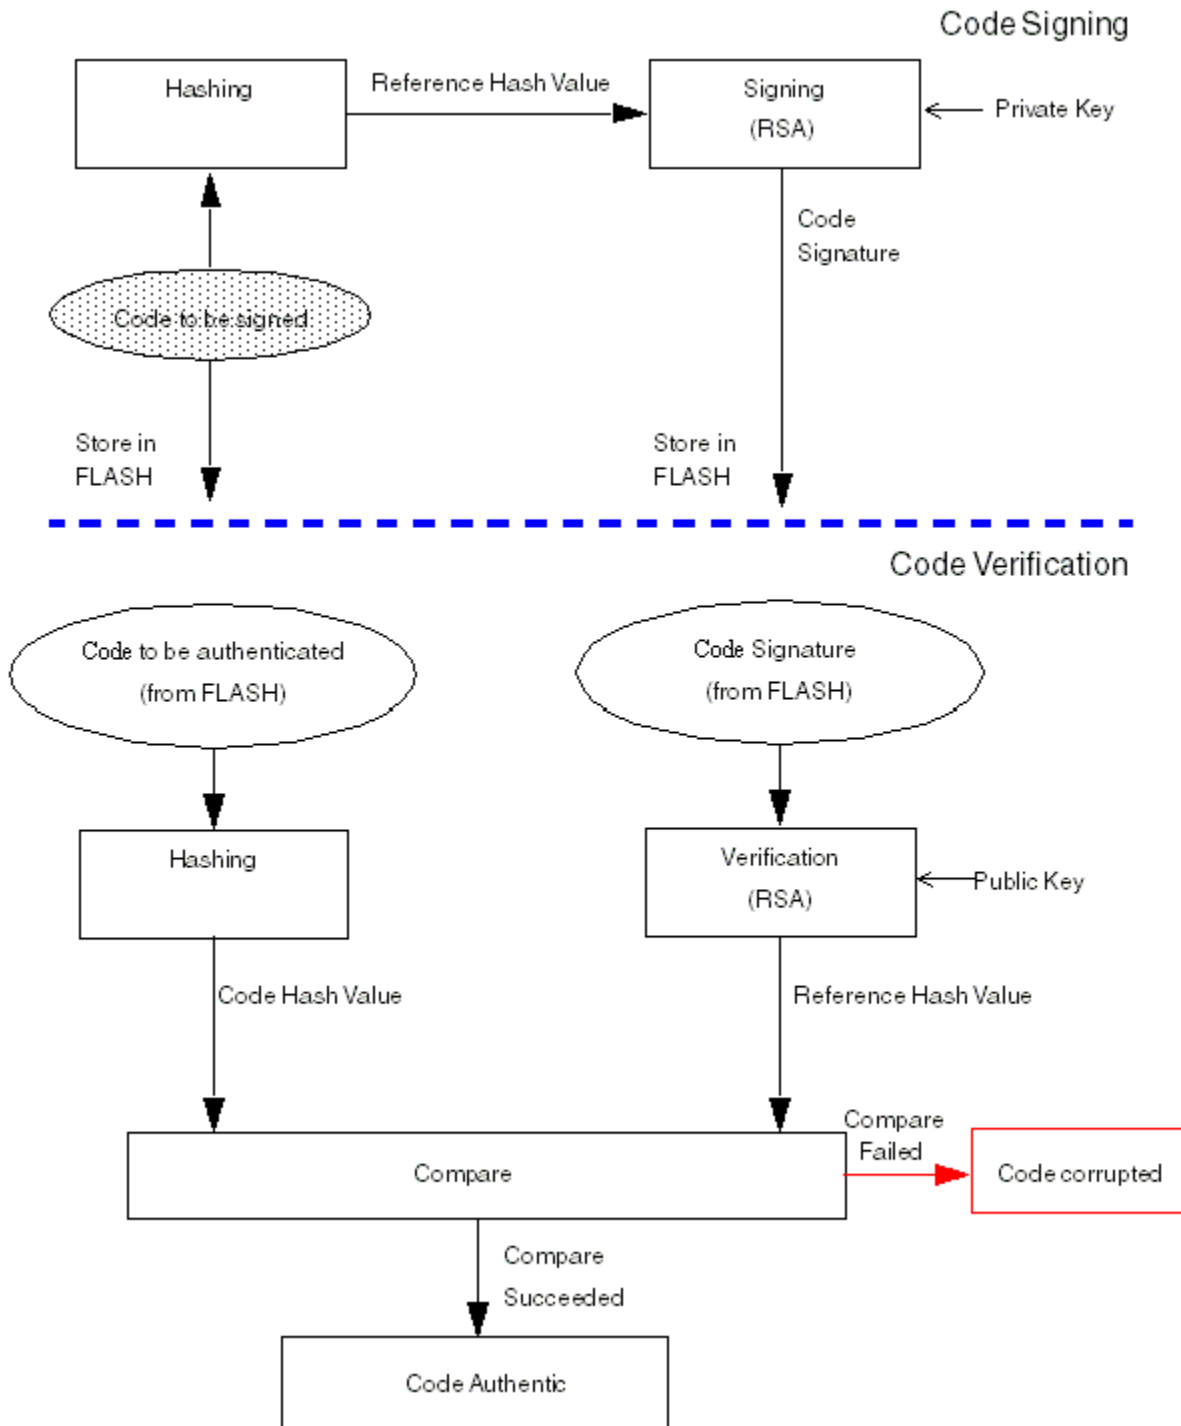 Code Signing
Hashing
Reference Hash Value
Signing
(RSA)
Private Key
Code
Signature
Code to be signed
Store in
FLASH
Store in
FLASH
Code Verification
Code to be authenticated
(from FLASH)
Code Signature
(from FLASH)
Hashing
Verification
(RSA)
Public Key
Code Hash Value
Reference Hash Value
Compare
Failed
Compare
Code corrupted
Compare
Succeeded
Code Authentic